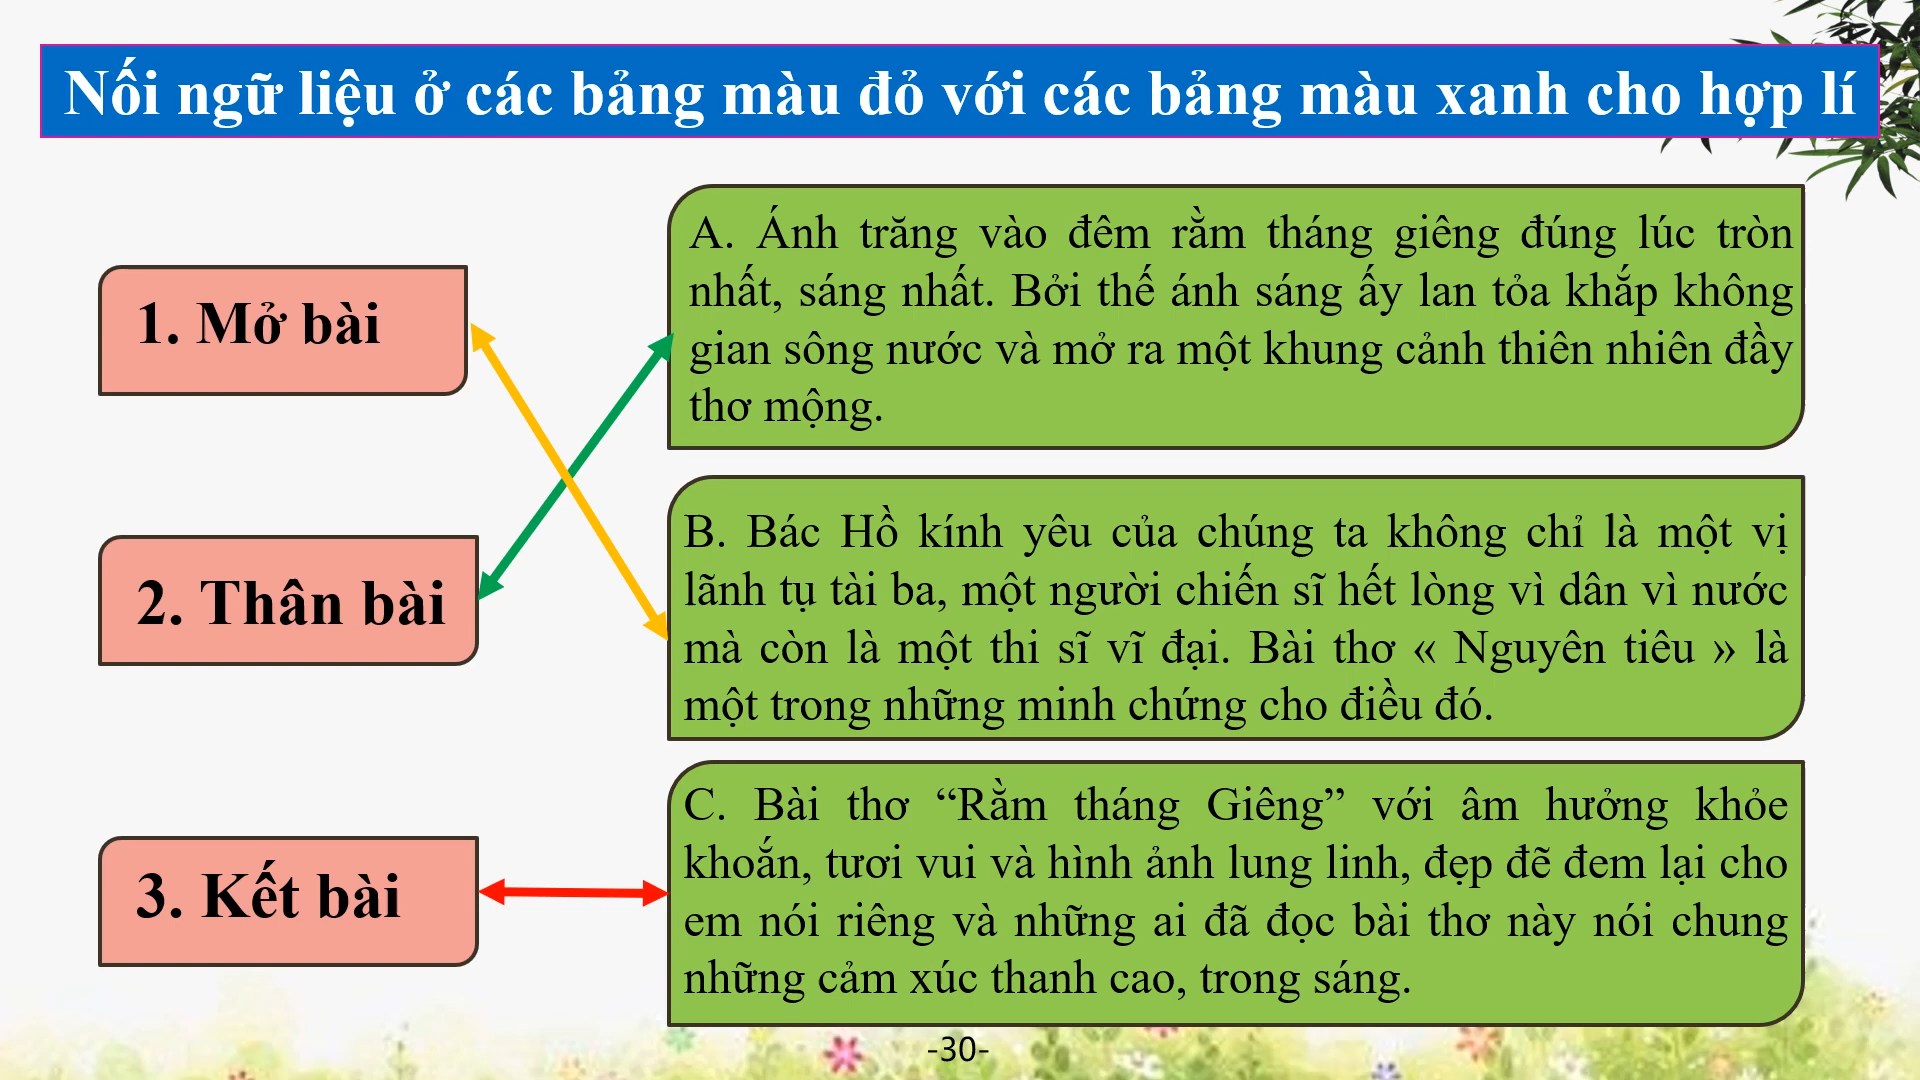 Nối ngữ liệu ở các bảng màu đỏ với các bảng màu xanh cho hợp lí
1. Mở bài
2. Thân bài
3. Kết bài
A. Ánh trăng vào đêm rằm tháng giêng đúng lúc tròn
nhất, sáng nhất. Bởi thế ánh sáng ấy lan tỏa khắp không
gian sông nước và mở ra một khung cảnh thiên nhiên đầy
thơ mộng.
B. Bác Hồ kính yêu của chúng ta không chỉ là một vị
lãnh tụ tài ba, một người chiến sĩ hết lòng vì dân vì nước
mà còn là một thi sĩ vĩ đại. Bài thơ « Nguyên tiêu » là
một trong những minh chứng cho điều đó.
C. Bài thơ “Rằm tháng Giêng” với âm hưởng khỏe
khoắn, tươi vui và hình ảnh lung linh, đẹp đẽ đem lại cho
em nói riêng và những ai đã đọc bài thơ này nói chung
những cảm xúc thanh cao, trong sáng.
-30-